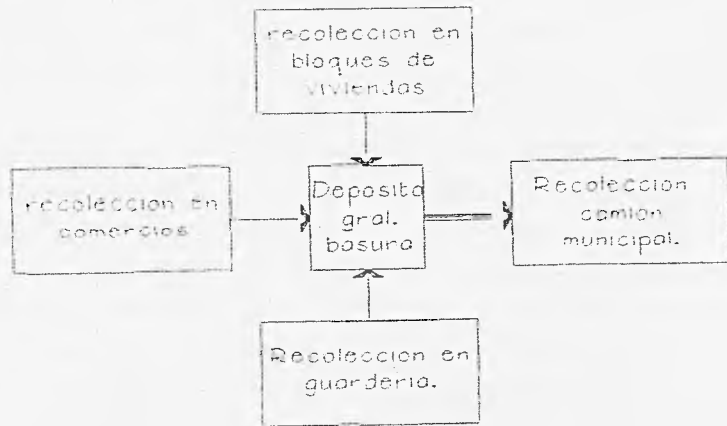 recoleccion en
bloques de
viviendas
recoleccion en
comercios
Deposito
gral.
basura
Recoleccion
camion
municipal.
Recoleccion en
guarderia.